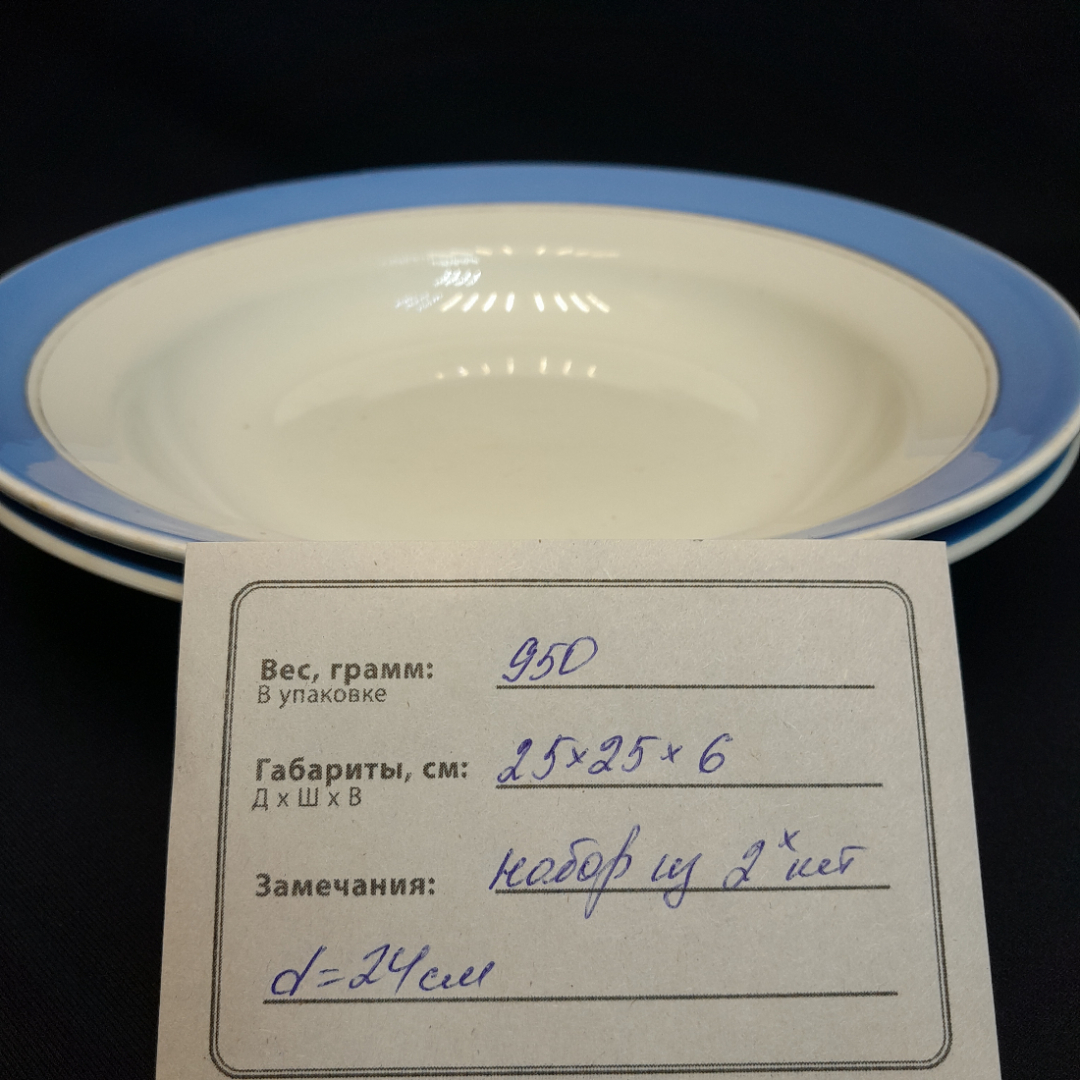 Вес, грамм: 950
В упаковке
Габариты, см: 25×25×6
Д х Ш х В
Замечания: набор из 2х шт
d=24см